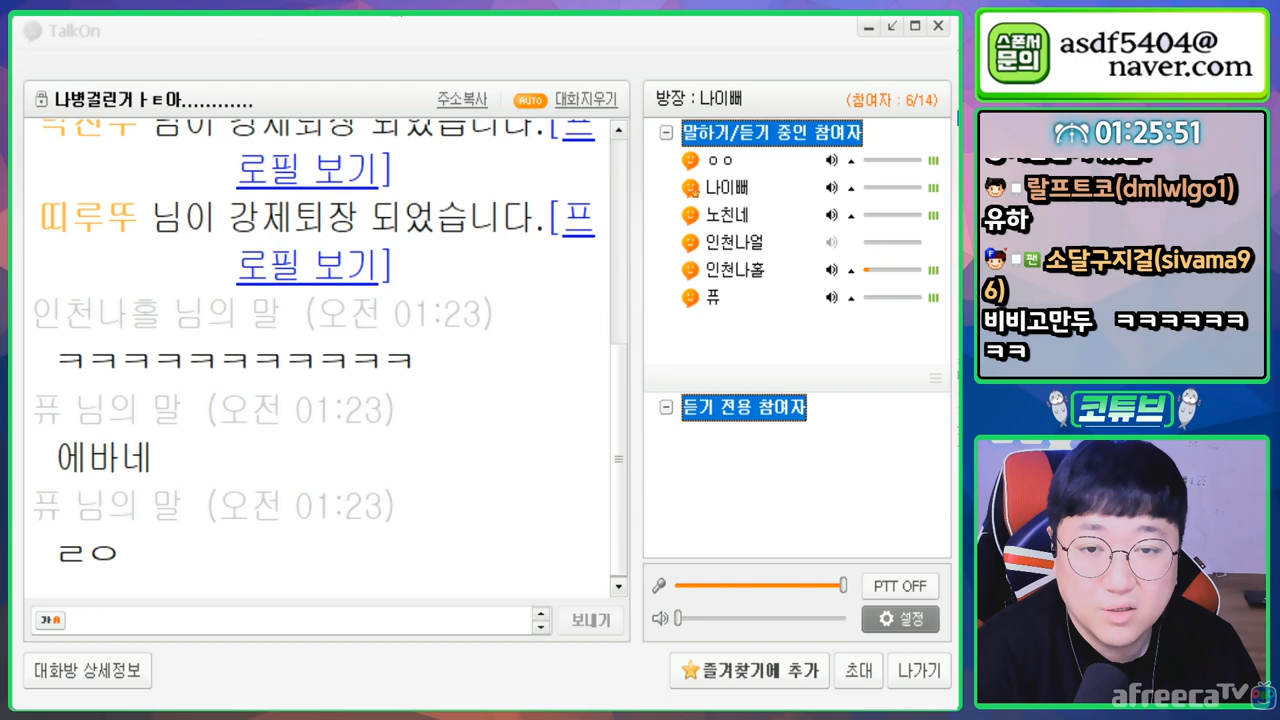 TalkOn
나병걸린거ㅏㅌ아............
주소복사
AUTO 대화지우기
님이 강제퇴장 되었습니다.[프
로필 보기]
띠루뚜 님이 강제퇴장 되었습니다.[프
로필 보기]
인천나홀 님의 말 (오전 01:23)
ㅋㅋㅋㅋㅋㅋㅋㅋㅋㅋㅋ
퓨 님의 말 (오전 01:23)
에바네
퓨 님의 말 (오전 01:23)
ㄹㅇ
가A
보내기
대화방 상세정보
방장 : 나이뻐
(참여자 : 6/14)
말하기/듣기 중인 참여자
ㅇㅇ
나이뻐
노친네
인천나얼
인천나홀
퓨
듣기 전용 참여자
PTT OFF
설정
즐겨찾기에 추가
초대
나가기
스폰서
문의
asdf5404@
naver.com
01:25:51
랄프트코(dmlwlgo1)
유하
팬 소달구지걸(sivama9
6)
비비고만두 ㅋㅋㅋㅋㅋㅋ
ㅋㅋ
코튜브
afreecaTV